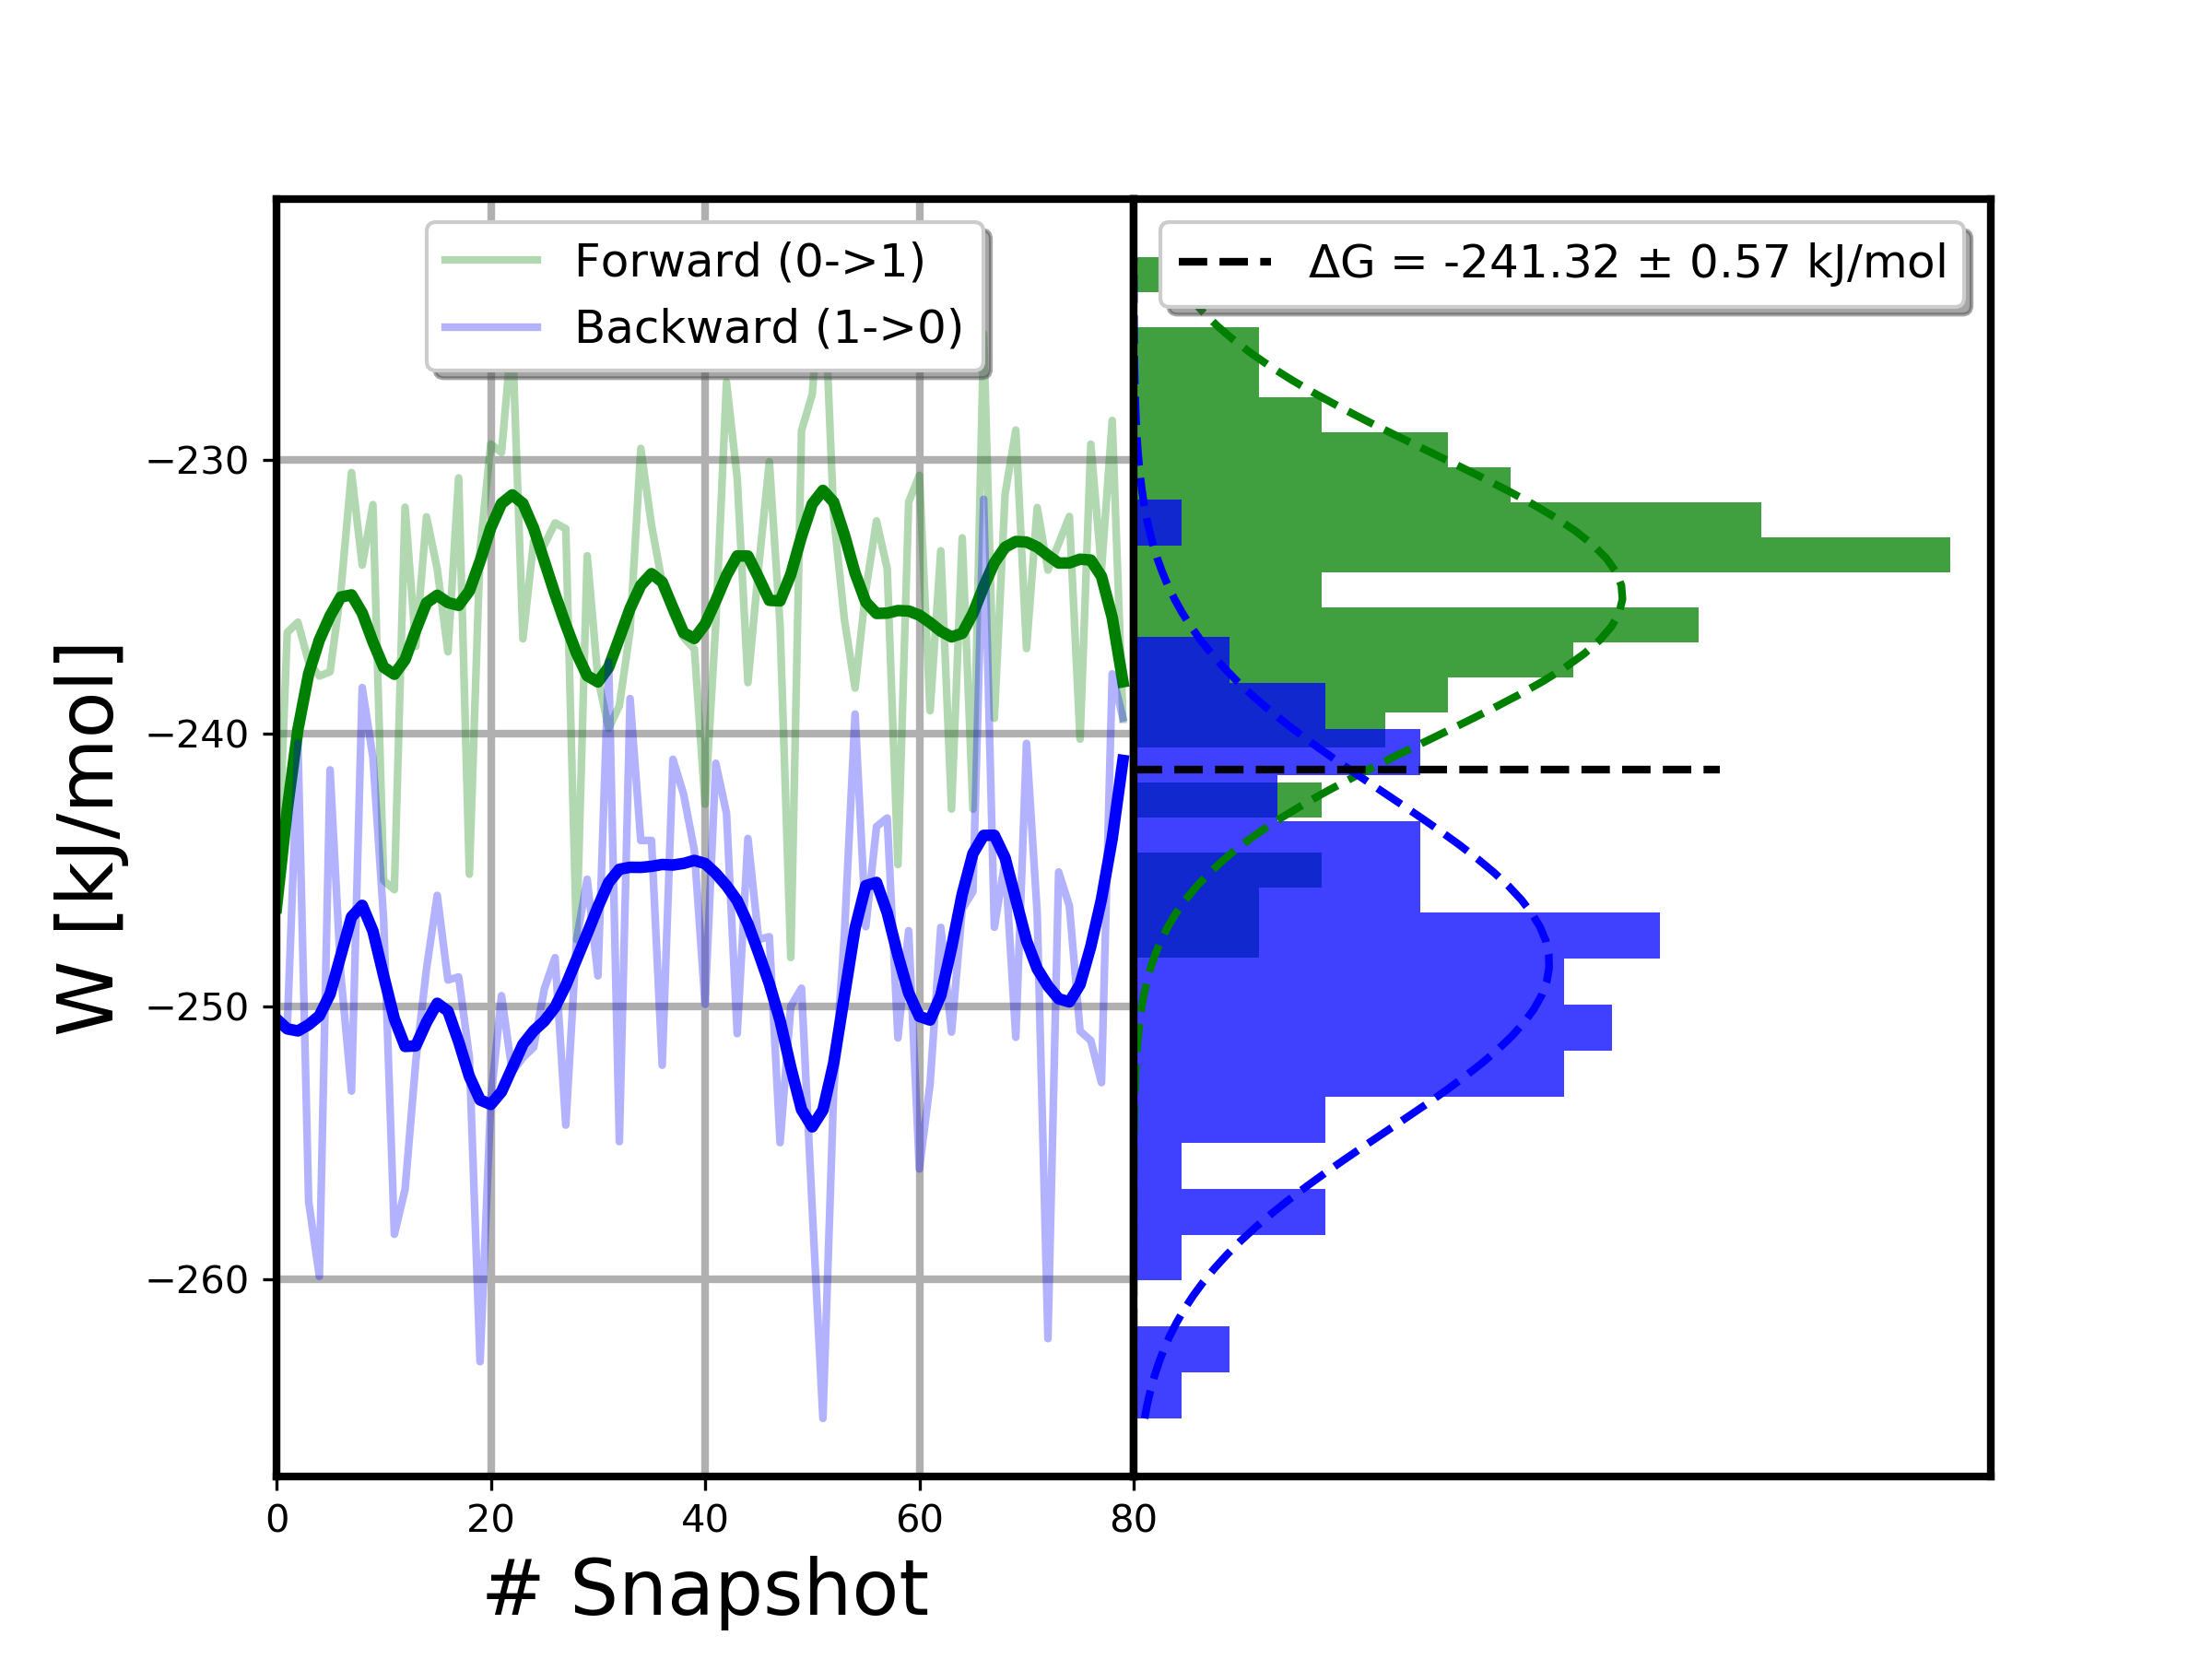 Forward (0->1)
Backward (1->0)
ΔG = -241.32 ± 0.57 kJ/mol
W [kJ/mol]
−230
−240
−250
−260
0 20 40 60 80
# Snapshot